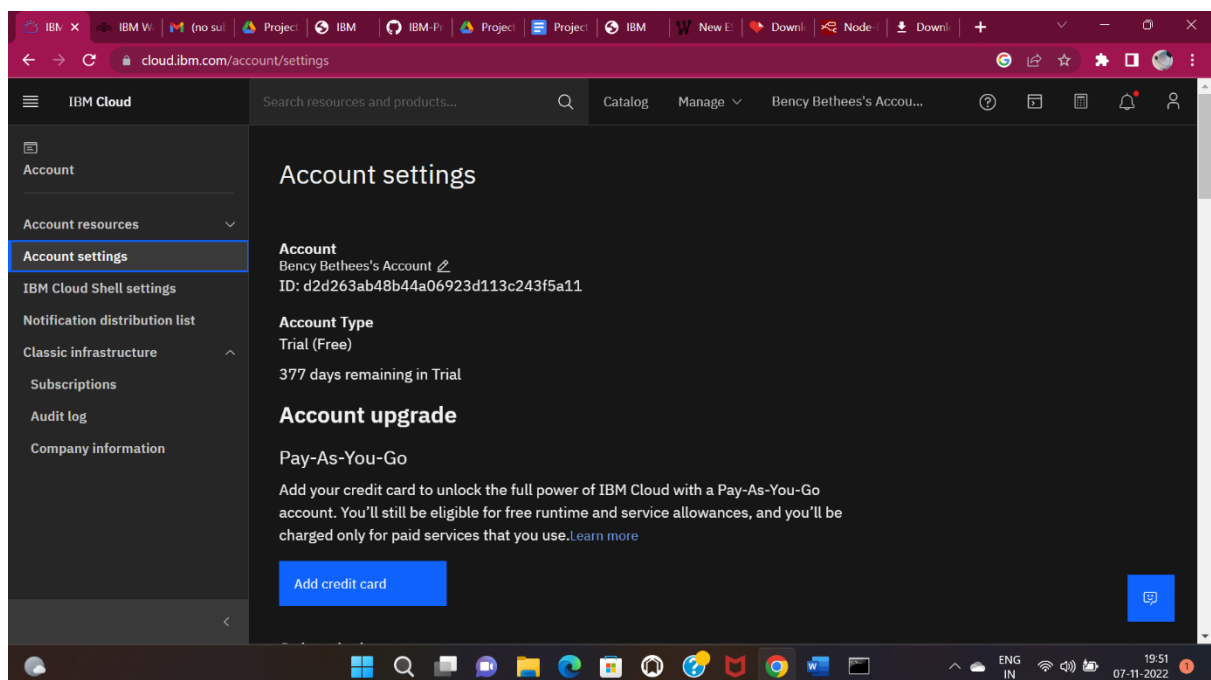 IBM
IBM W
M (no sub
Project
IBM
IBM-Pr
Project
Project
IBM
New E
Downl
Node-
Downl
cloud.ibm.com/account/settings
IBM Cloud
Search resources and products...
Catalog
Manage
Bency Bethees's Accou...
Account
Account resources
Account settings
IBM Cloud Shell settings
Notification distribution list
Classic infrastructure
Subscriptions
Audit log
Company information
Account settings
Account
Bency Bethees's Account
ID: d2d263ab48b44a06923d113c243f5a11
Account Type
Trial (Free)
377 days remaining in Trial
Account upgrade
Pay-As-You-Go
Add your credit card to unlock the full power of IBM Cloud with a Pay-As-You-Go
account. You'll still be eligible for free runtime and service allowances, and you'll be
charged only for paid services that you use.Learn more
Add credit card
ENG
IN
19:51
07-11-2022
1